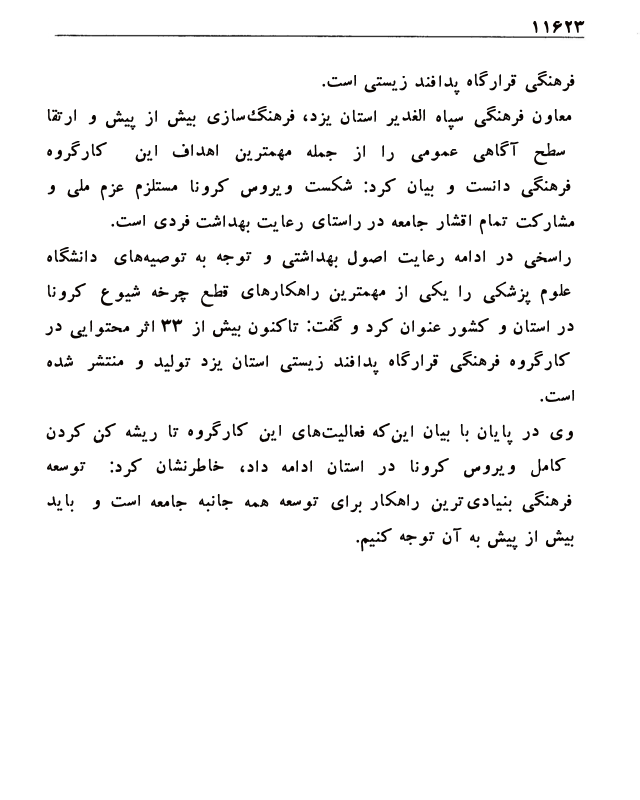 ۱۱۶۲۳
فرهنگی قرارگاه پدافند زیستی است.
معاون فرهنگی سپاه الغدیر استان یزد، فرهنگ‌سازی بیش از پیش و ارتقا
سطح آگاهی عمومی را از جمله مهمترین اهداف این کارگروه
فرهنگی دانست و بیان کرد: شکست ویروس کرونا مستلزم عزم ملی و
مشارکت تمام اقشار جامعه در راستای رعایت بهداشت فردی است.
راسخی در ادامه رعایت اصول بهداشتی و توجه به توصیه‌های دانشگاه
علوم پزشکی را یکی از مهمترین راهکارهای قطع چرخه شیوع کرونا
در استان و کشور عنوان کرد و گفت: تاکنون بیش از ۳۳ اثر محتوایی در
کارگروه فرهنگی قرارگاه پدافند زیستی استان یزد تولید و منتشر شده
است.
وی در پایان با بیان این‌که فعالیت‌های این کارگروه تا ریشه کن کردن
کامل ویروس کرونا در استان ادامه داد، خاطرنشان کرد: توسعه
فرهنگی بنیادی‌ترین راهکار برای توسعه همه جانبه جامعه است و باید
بیش از پیش به آن توجه کنیم.